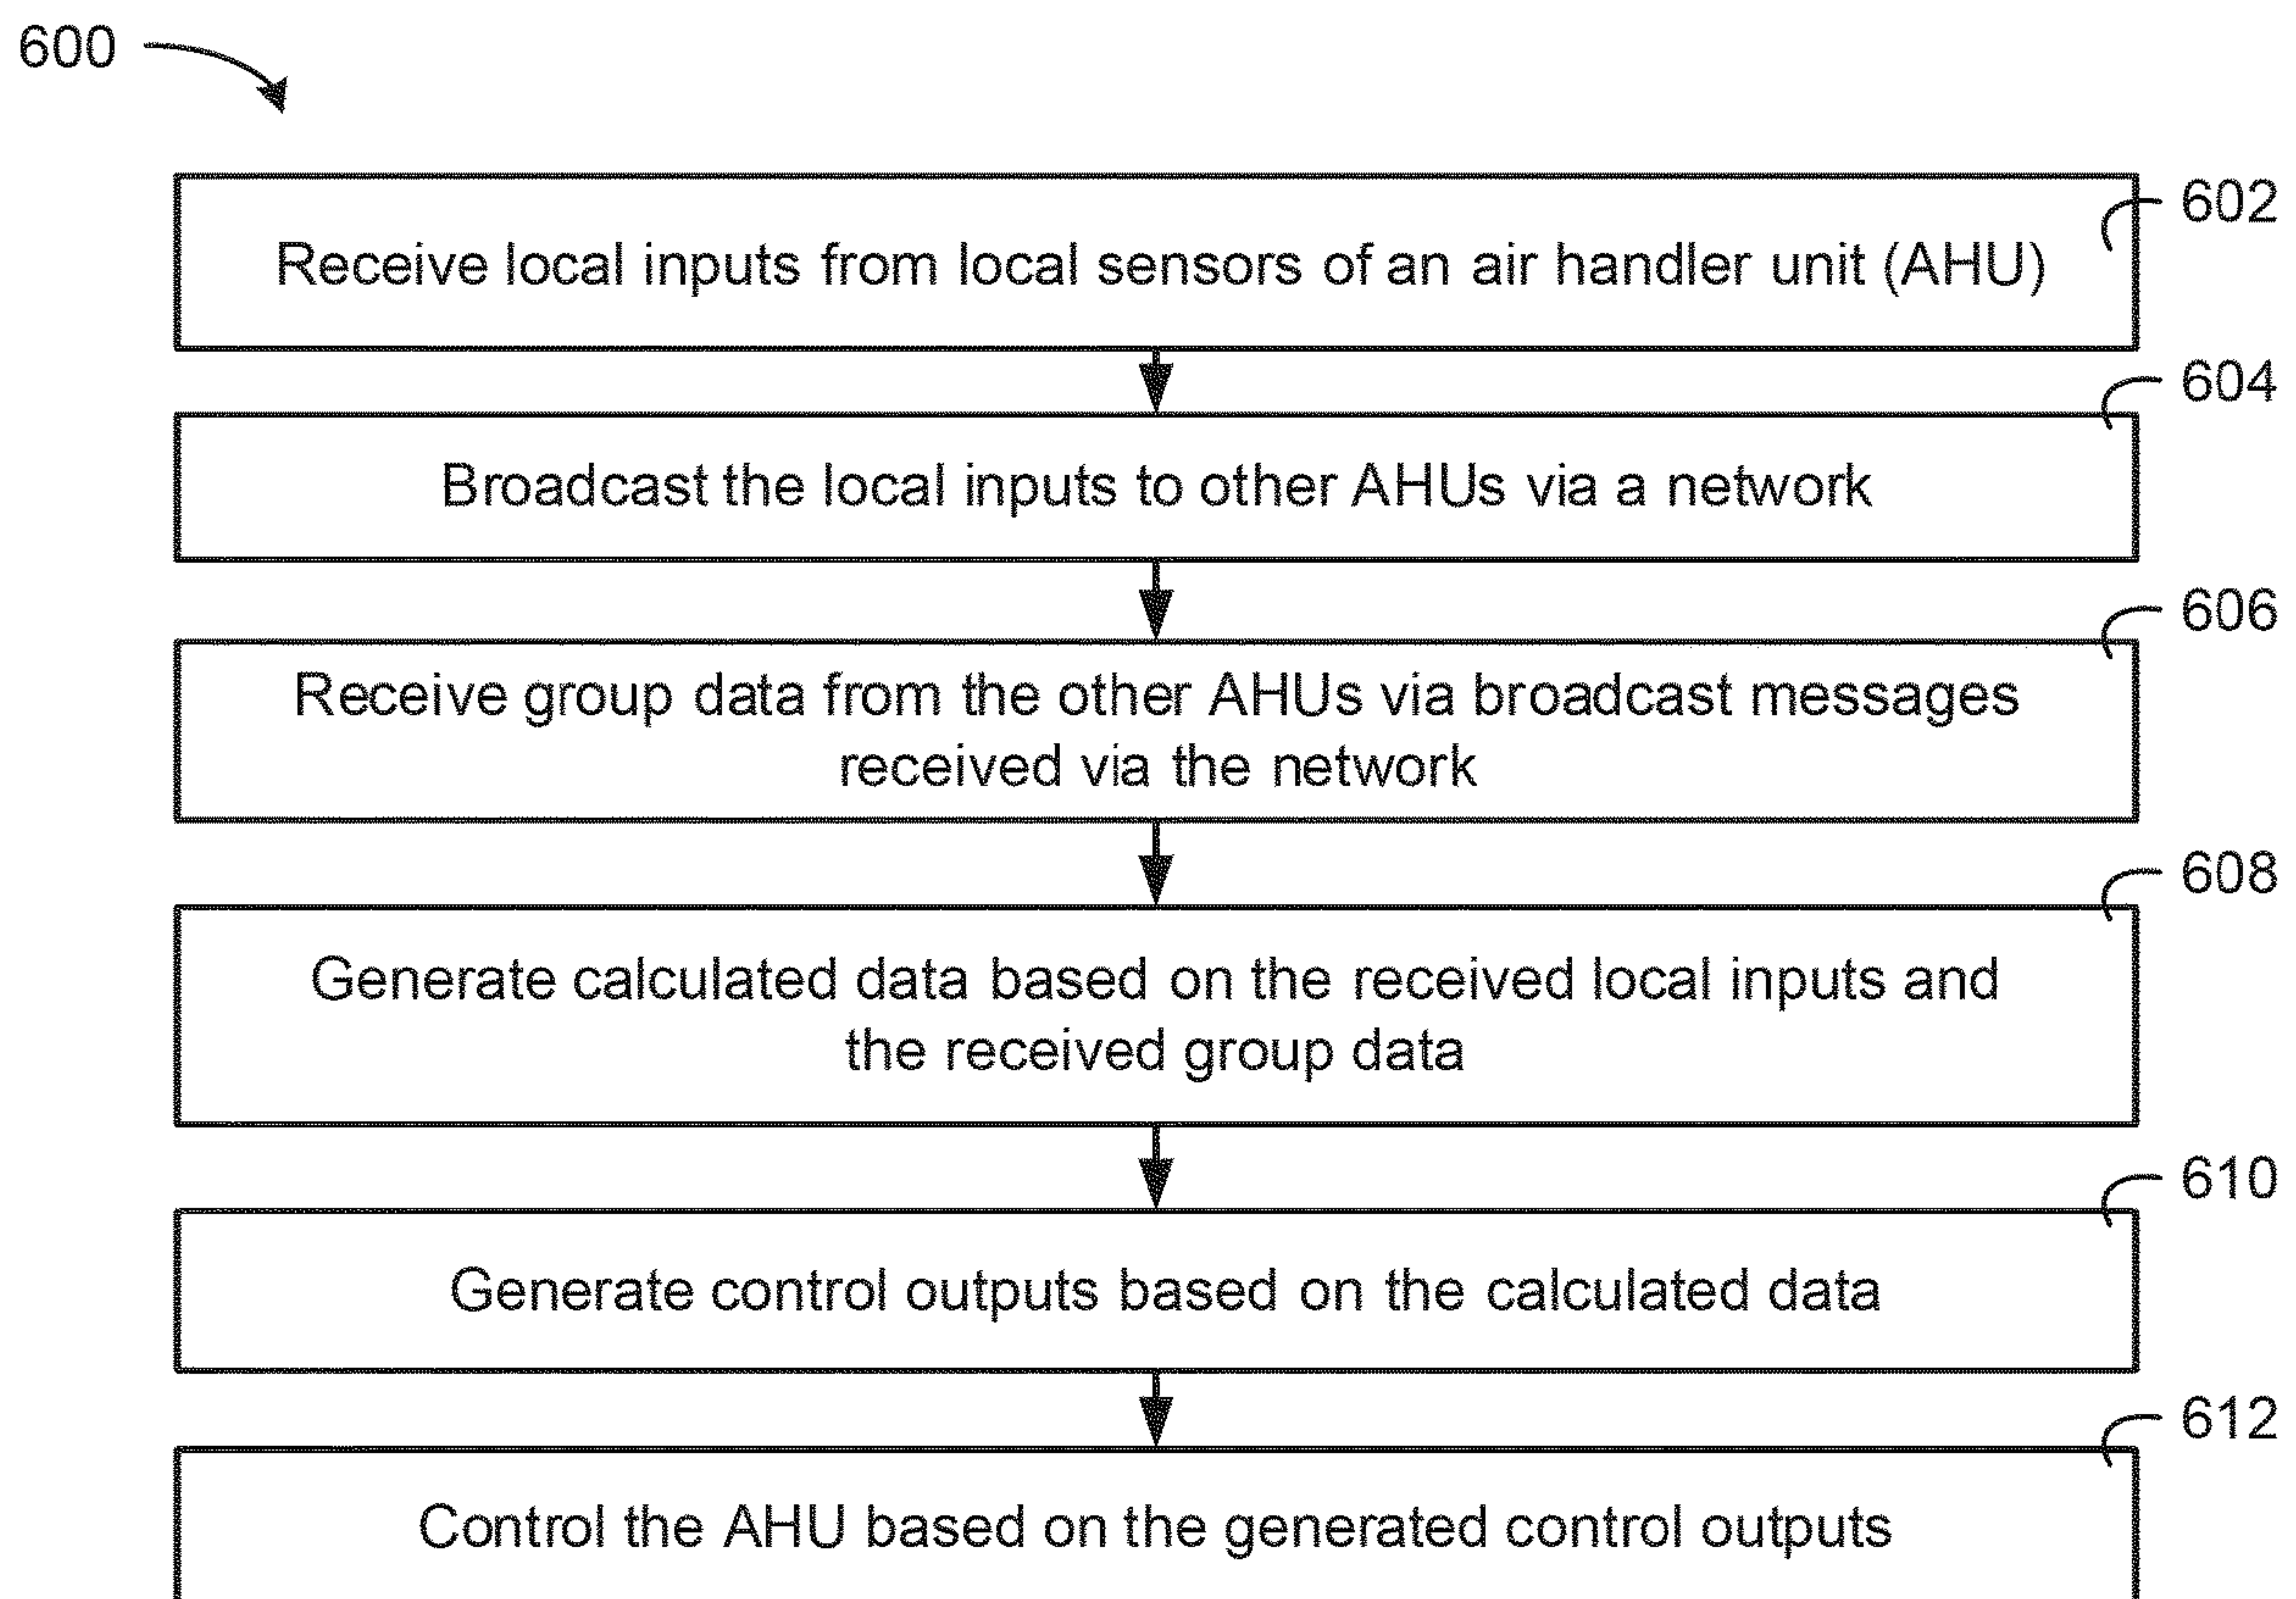 600
602
Receive local inputs from local sensors of an air handler unit (AHU)
604
Broadcast the local inputs to other AHUs via a network
606
Receive group data from the other AHUs via broadcast messages
received via the network
608
Generate calculated data based on the received local inputs and
the received group data
610
Generate control outputs based on the calculated data
612
Control the AHU based on the generated control outputs